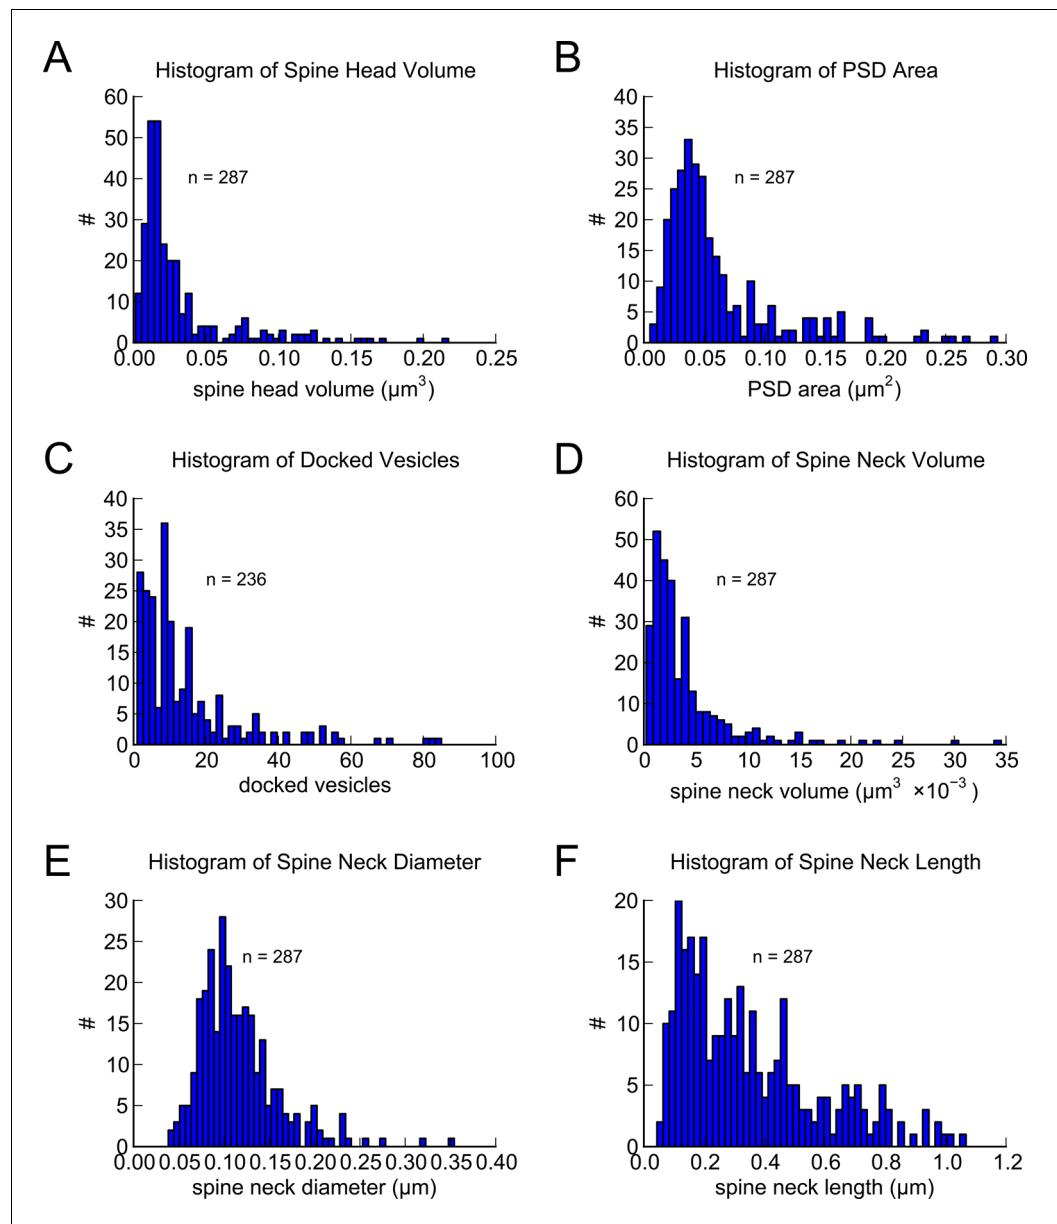 A
Histogram of Spine Head Volume
60
50
40
30
20
10
0
#
n = 287
0.00 0.05 0.10 0.15 0.20 0.25
spine head volume (µm³)
B
Histogram of PSD Area
40
35
30
25
20
15
10
5
0
#
n = 287
0.00 0.05 0.10 0.15 0.20 0.25 0.30
PSD area (µm²)
C
Histogram of Docked Vesicles
40
35
30
25
20
15
10
5
0
#
n = 236
0 20 40 60 80 100
docked vesicles
D
Histogram of Spine Neck Volume
60
50
40
30
20
10
0
#
n = 287
0 5 10 15 20 25 30 35
spine neck volume (µm³ ×10⁻³ )
E
Histogram of Spine Neck Diameter
30
25
20
15
10
5
0
#
n = 287
0.00 0.05 0.10 0.15 0.20 0.25 0.30 0.35 0.40
spine neck diameter (µm)
F
Histogram of Spine Neck Length
20
15
10
5
0
#
n = 287
0.0 0.2 0.4 0.6 0.8 1.0 1.2
spine neck length (µm)